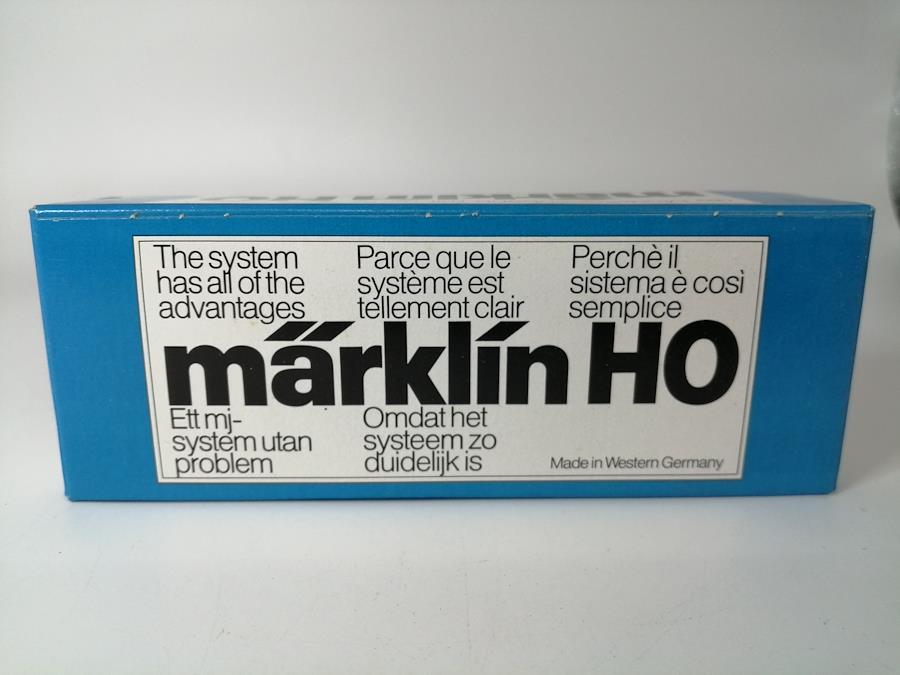 The system
has all of the
advantages
Parce que le
système est
tellement clair
Perchè il
sistema è così
semplice
märklin HO
Ett mj-
system utan
problem
Omdat het
systeem zo
duidelijk is
Made in Western Germany